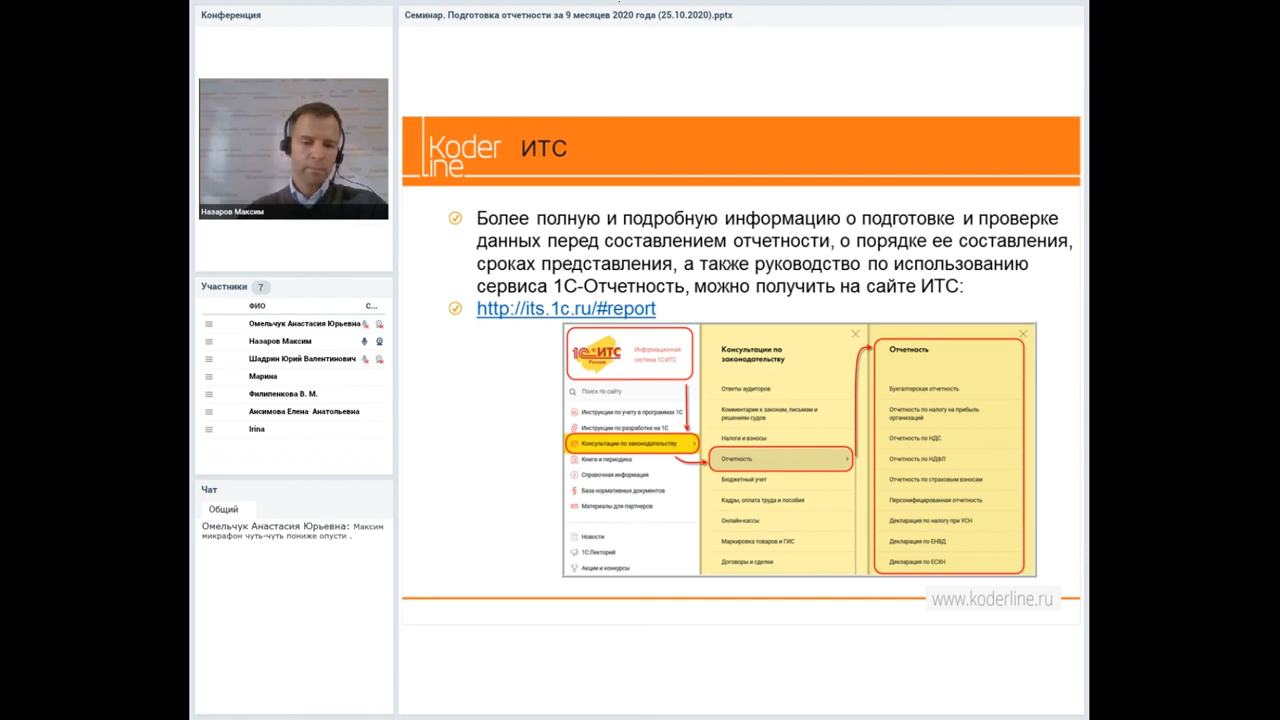 Конференция
Назаров Максим
Участники 7
ФИО С...
Омельчук Анастасия Юрьевна
Назаров Максим
Шадрин Юрий Валентинович
Марина
Филипенкова В. М.
Ансимова Елена Анатольевна
Irina
Чат
Общий
Омельчук Анастасия Юрьевна: Максим
микрофон чуть-чуть пониже опусти .
Семинар. Подготовка отчетности за 9 месяцев 2020 года (25.10.2020).pptx
Koder
line
ИТС
Более полную и подробную информацию о подготовке и проверке
данных перед составлением отчетности, о порядке ее составления,
сроках представления, а также руководство по использованию
сервиса 1С-Отчетность, можно получить на сайте ИТС:
http://its.1c.ru/#report
1С:ИТС
России
Информационная
система 1С:ИТС
Поиск по сайту
Инструкции по учету в программах 1С
Инструкции по разработке на 1С
Консультации по законодательству
Книги и периодика
Справочная информация
База нормативных документов
Материалы для партнеров
Новости
1С:Лекторий
Акции и конкурсы
Консультации по
законодательству
Ответы аудиторов
Комментарии к законам, письмам и
решениям судов
Налоги и взносы
Отчетность
Бюджетный учет
Кадры, оплата труда и пособия
Онлайн-кассы
Маркировка товаров и ГИС
Договоры и сделки
Отчетность
Бухгалтерская отчетность
Отчетность по налогу на прибыль
организаций
Отчетность по НДС
Отчетность по НДФЛ
Отчетность по страховым взносам
Персонифицированная отчетность
Декларация по налогу при УСН
Декларация по ЕНВД
Декларация по ЕСХН
www.koderline.ru